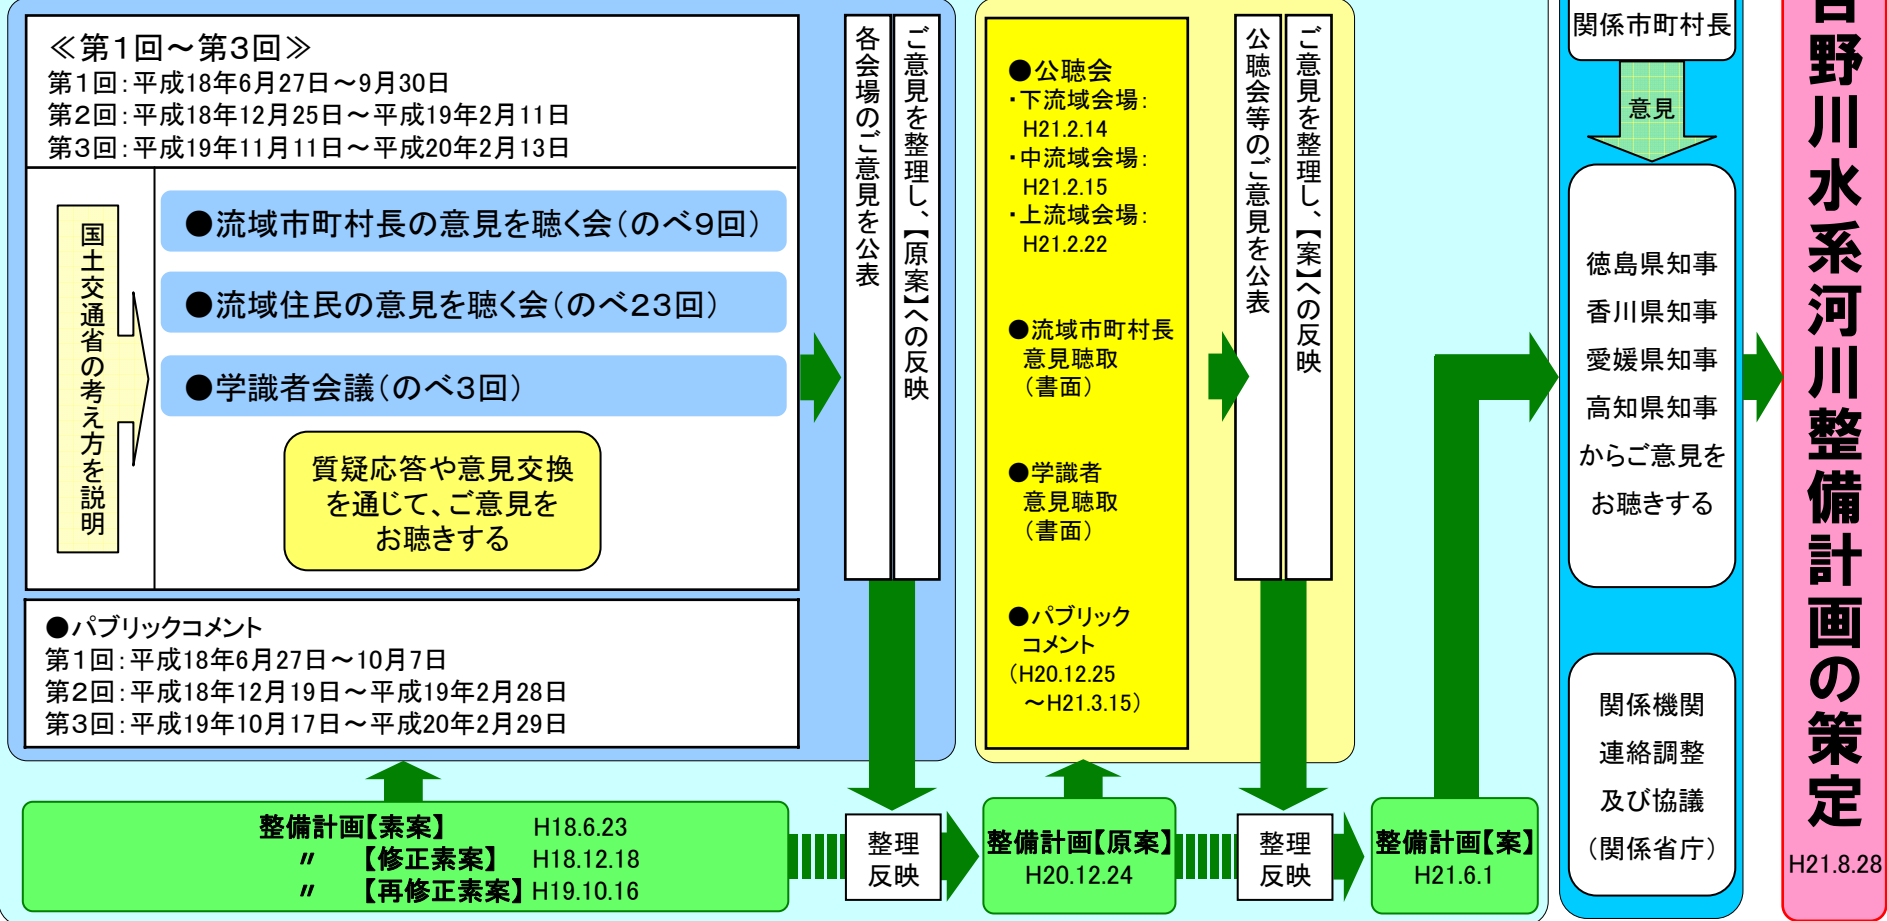 ≪第1回～第3回≫
第1回：平成18年6月27日～9月30日
第2回：平成18年12月25日～平成19年2月11日
第3回：平成19年11月11日～平成20年2月13日
国土交通省の考え方を説明
●流域市町村長の意見を聴く会（のべ9回）
●流域住民の意見を聴く会（のべ23回）
●学識者会議（のべ3回）
質疑応答や意見交換
を通じて、ご意見を
お聴きする
●パブリックコメント
第1回：平成18年6月27日～10月7日
第2回：平成18年12月19日～平成19年2月28日
第3回：平成19年10月17日～平成20年2月29日
ご意見を整理し、【原案】への反映
各会場のご意見を公表
●公聴会
・下流域会場：
H21.2.14
・中流域会場：
H21.2.15
・上流域会場：
H21.2.22
●流域市町村長
意見聴取
（書面）
●学識者
意見聴取
（書面）
●パブリック
コメント
（H20.12.25
～H21.3.15）
ご意見を整理し、【案】への反映
公聴会等のご意見を公表
関係市町村長
意見
徳島県知事
香川県知事
愛媛県知事
高知県知事
からご意見を
お聴きする
関係機関
連絡調整
及び協議
（関係省庁）
野川水系河川整備計画の策定
H21.8.28
整備計画【素案】 H18.6.23
〃 【修正素案】 H18.12.18
〃 【再修正素案】 H19.10.16
整理
反映
整備計画【原案】
H20.12.24
整理
反映
整備計画【案】
H21.6.1